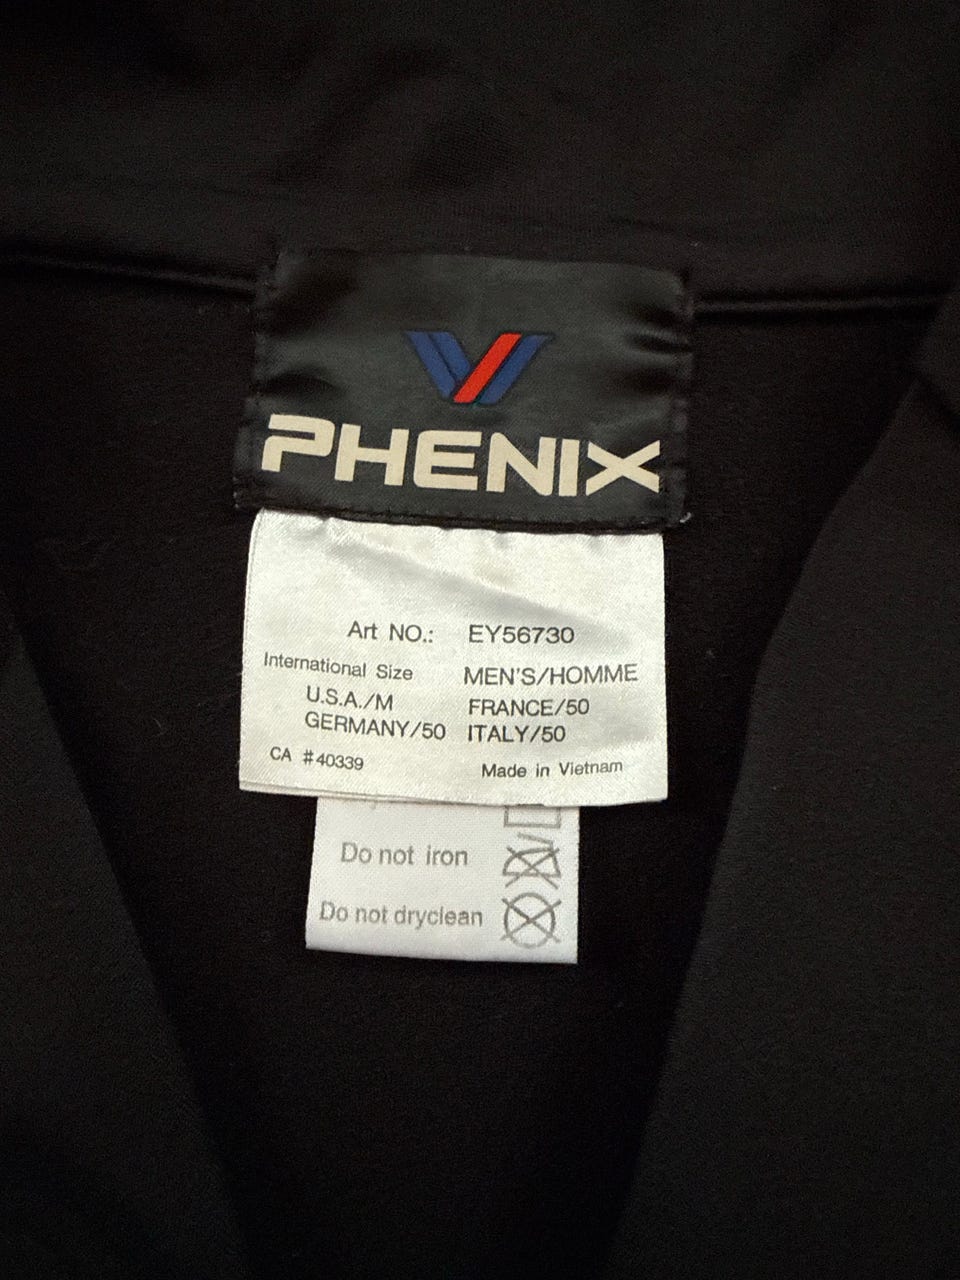 PHENIX
Art NO.: EY56730
International Size MEN'S/HOMME
U.S.A./M FRANCE/50
GERMANY/50 ITALY/50
CA #40339 Made in Vietnam
Do not iron
Do not dryclean